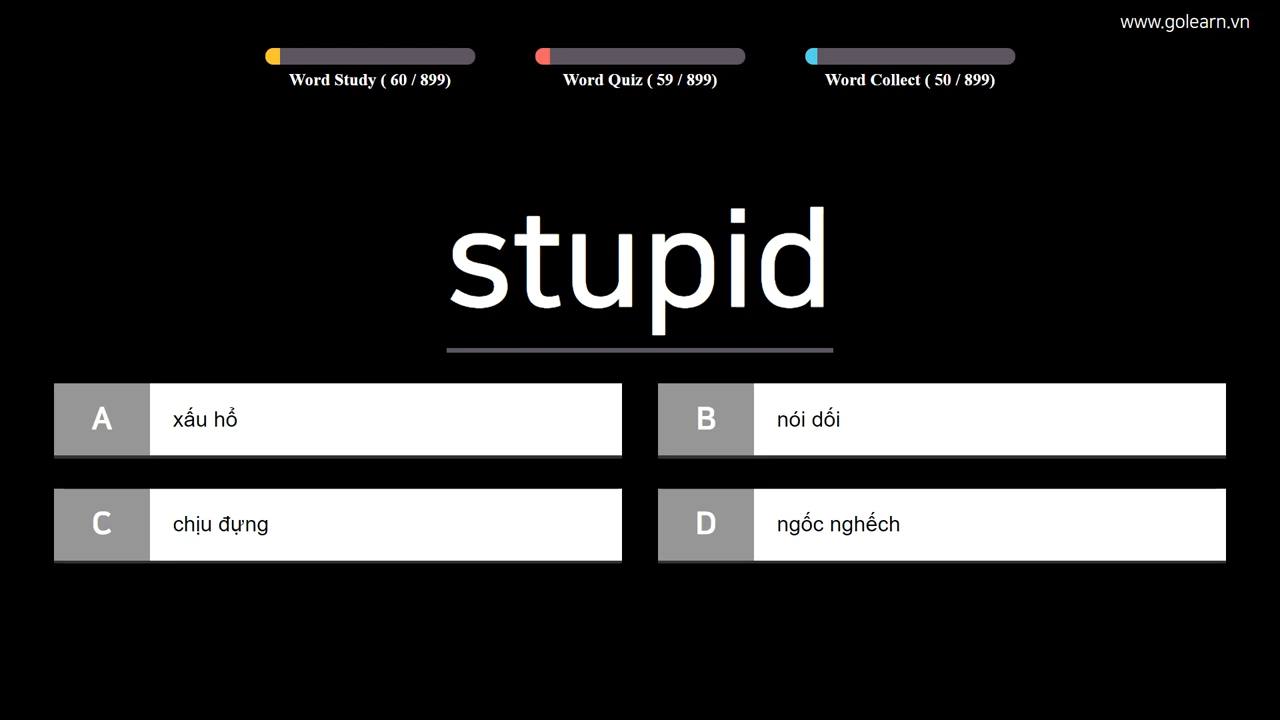 www.golearn.vn
Word Study ( 60 / 899)
Word Quiz ( 59 / 899)
Word Collect ( 50 / 899)
stupid
A xấu hổ
B nói dối
C chịu đựng
D ngốc nghếch